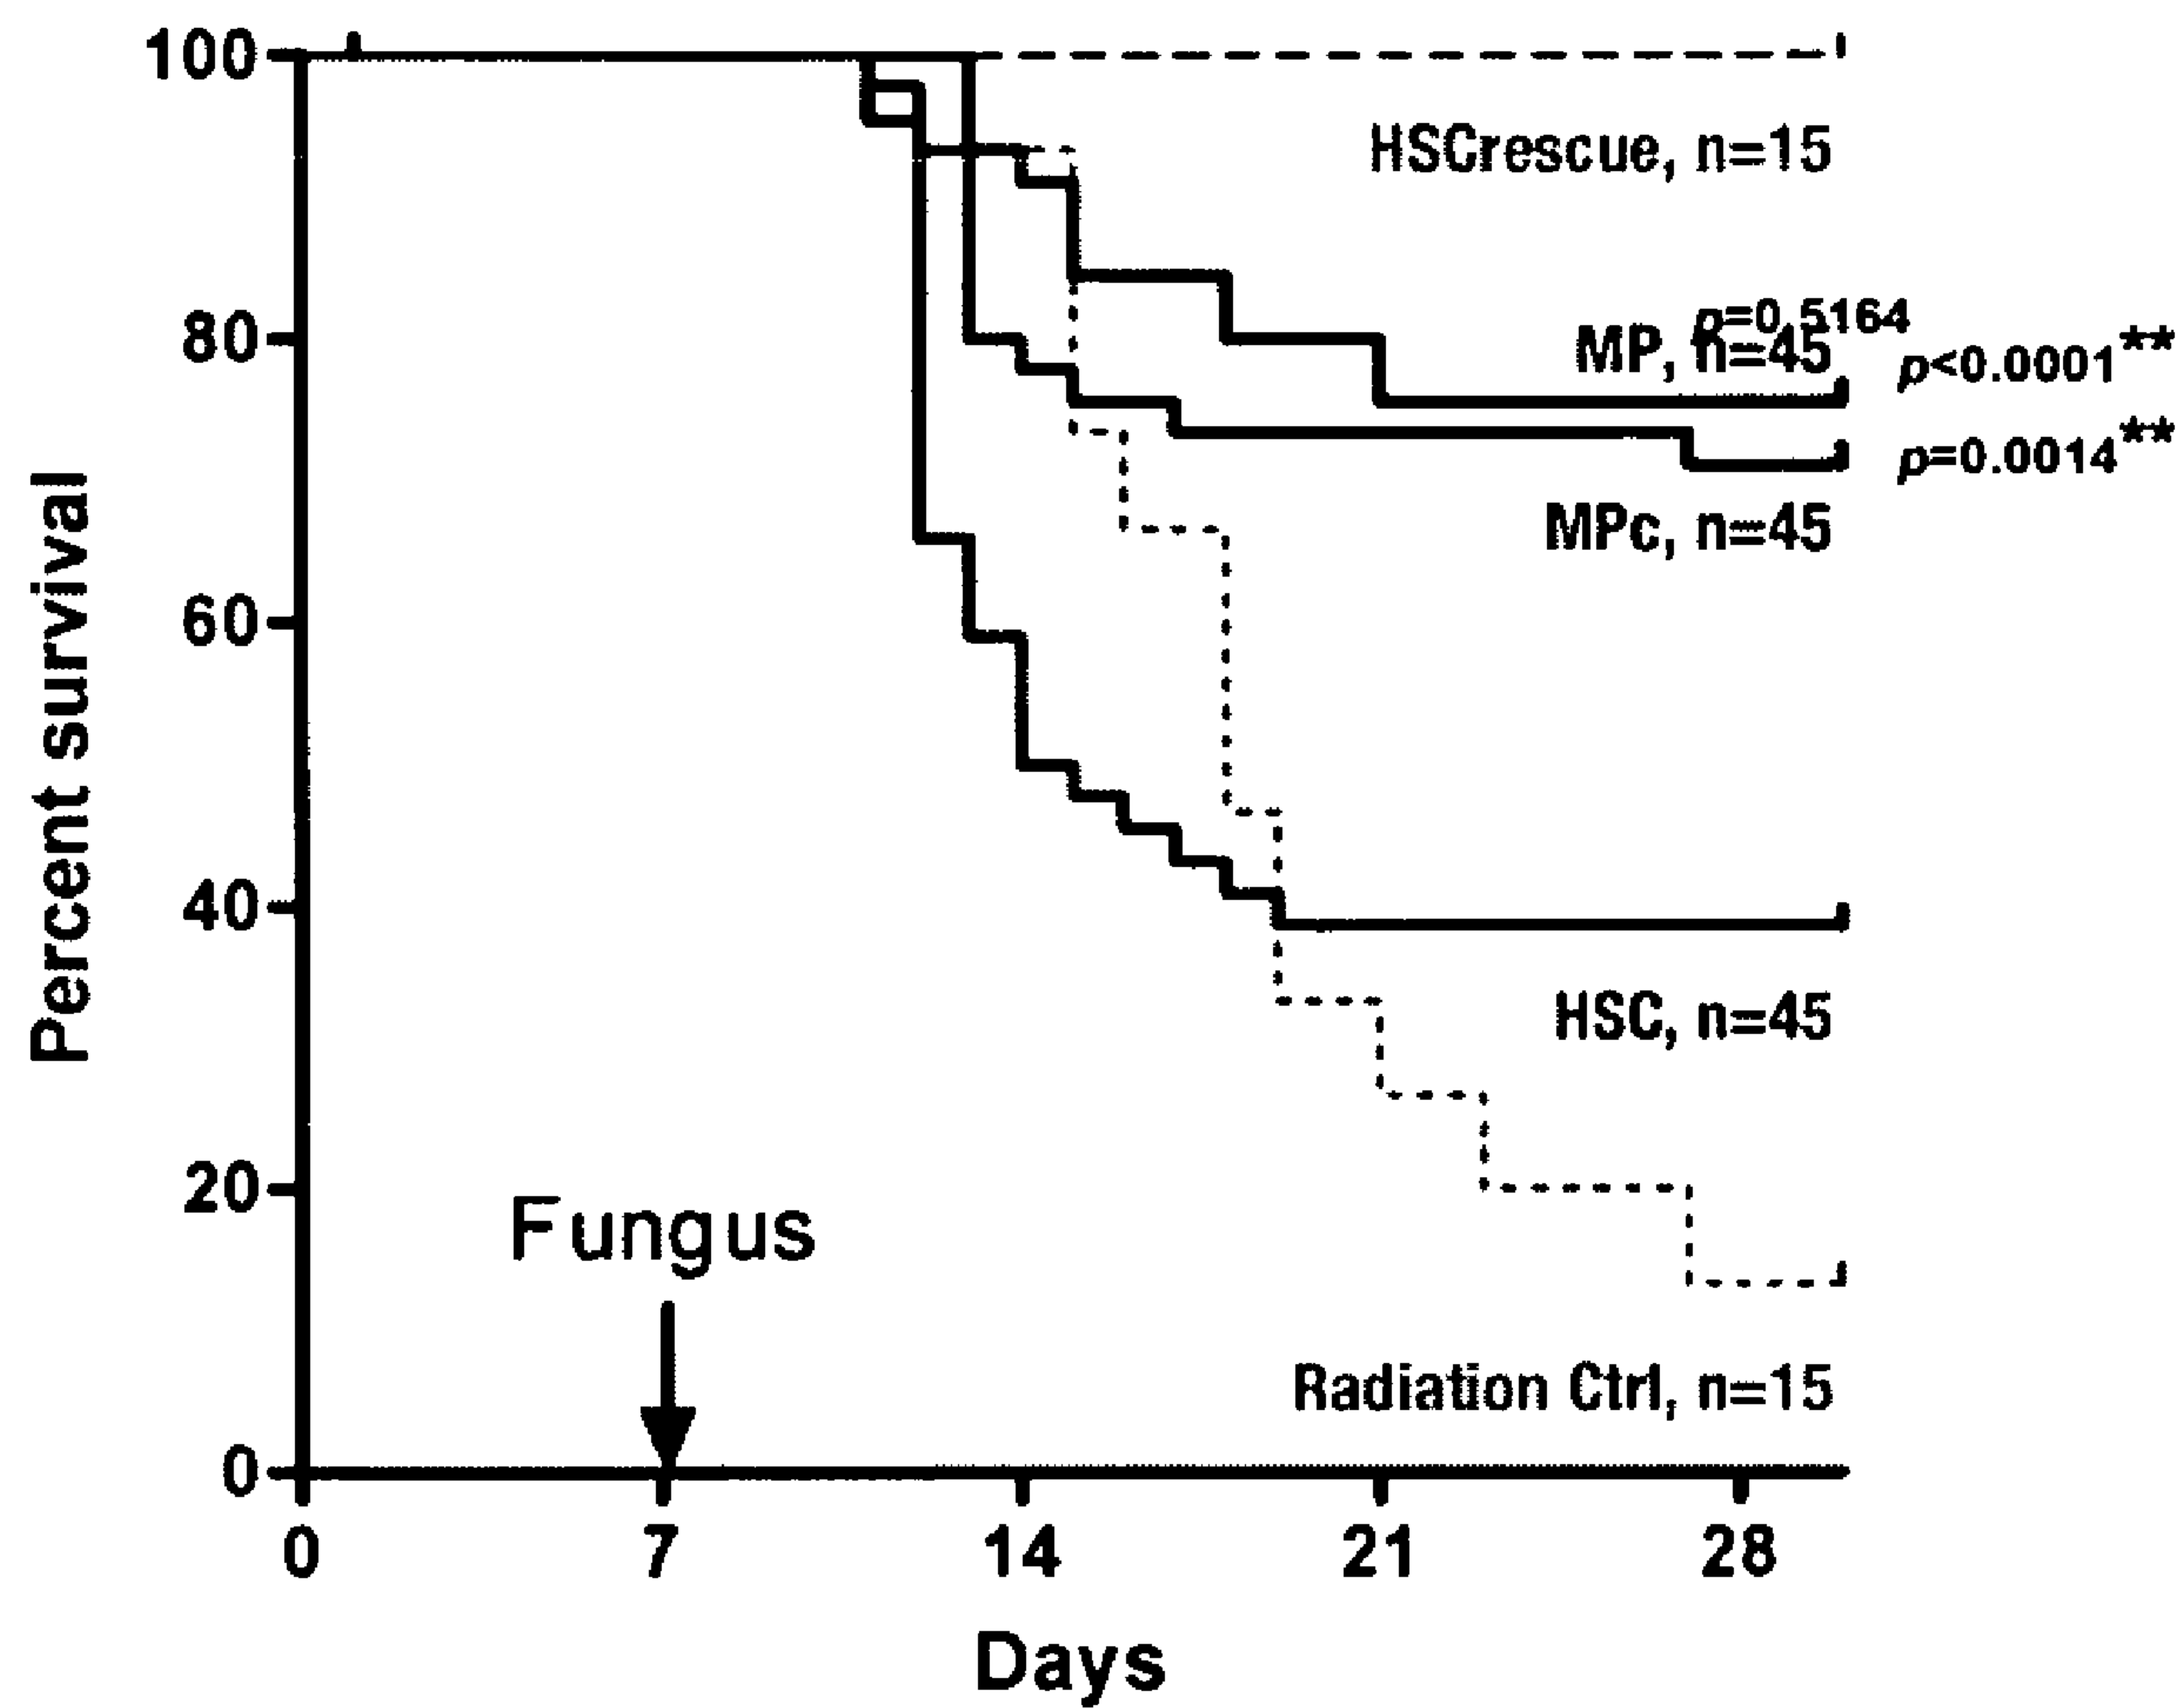 100
HSCrescue, n=15
p=0.5164
80
MP, n=45
p<0.0001**
p=0.0014**
MPc, n=45
Percent survival
60
40
HSC, n=45
20
Fungus
Radiation Ctrl, n=15
0
0 7 14 21 28
Days